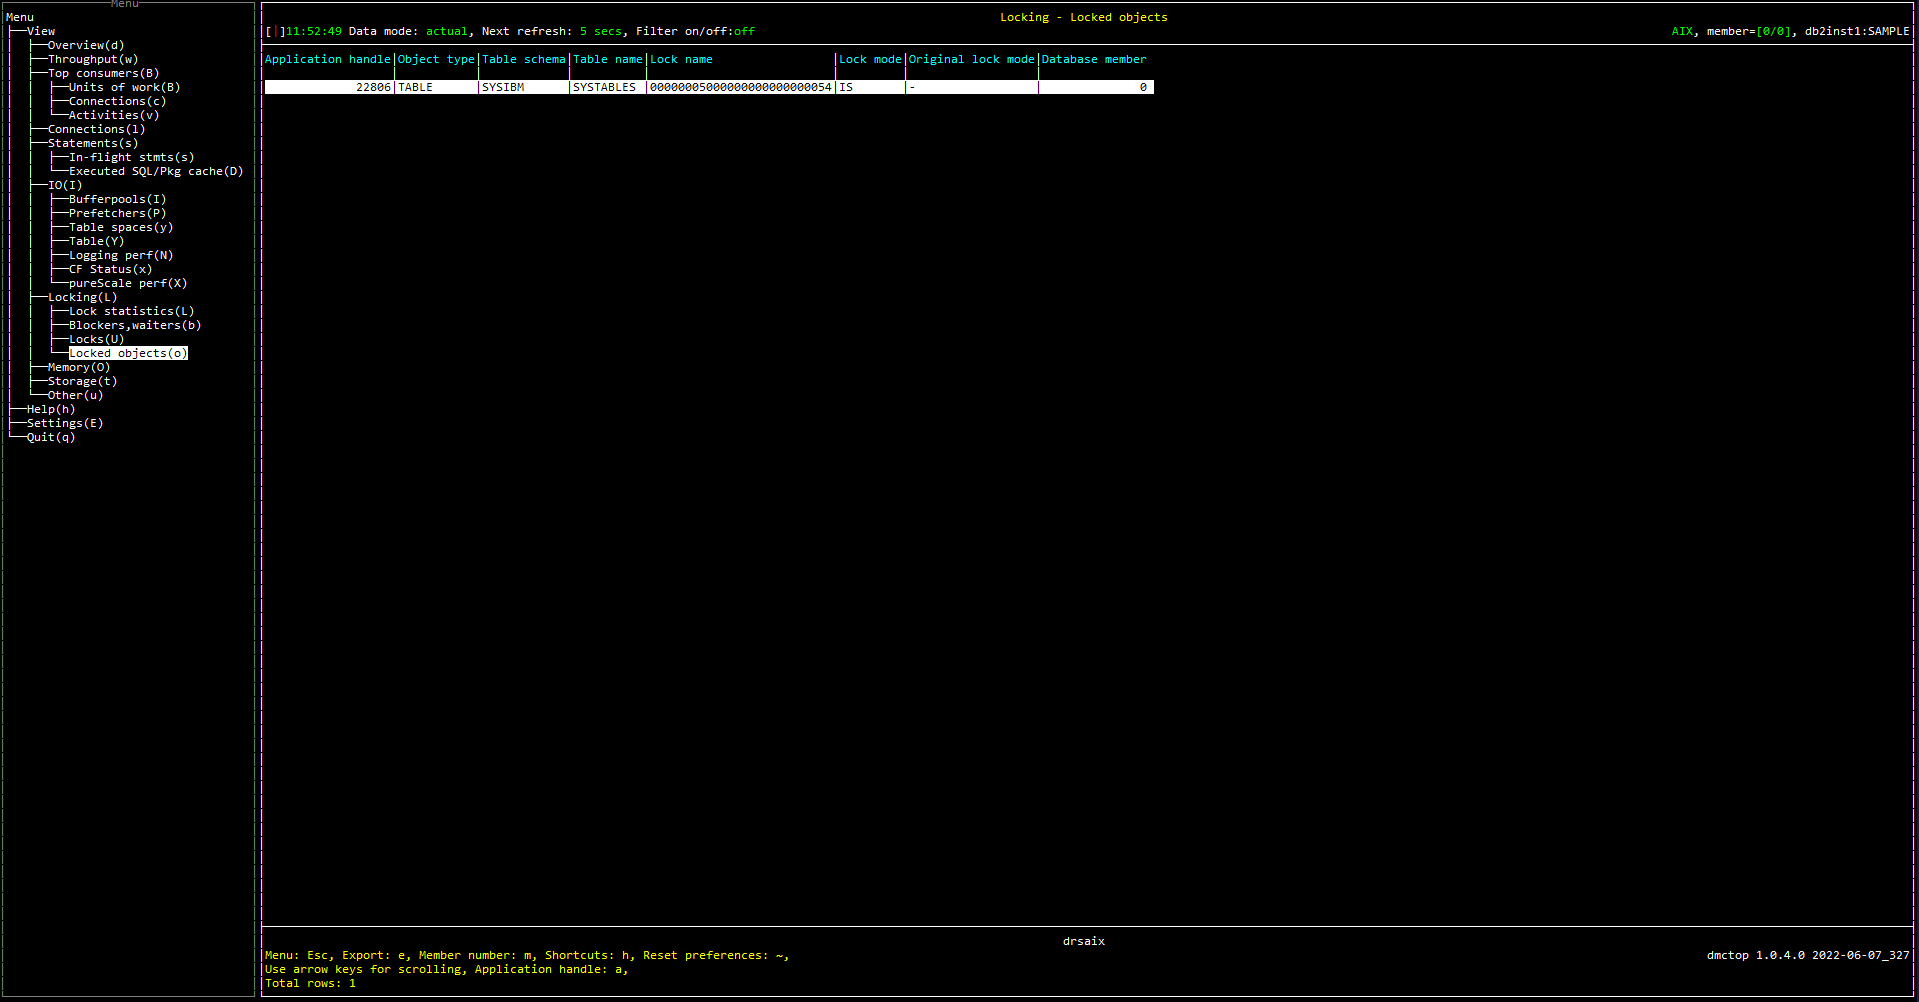 Menu
Menu
View
Overview(d)
Throughput(w)
Top consumers(B)
Units of work(B)
Connections(c)
Activities(v)
Connections(l)
Statements(s)
In-flight stmts(s)
Executed SQL/Pkg cache(D)
IO(I)
Bufferpools(I)
Prefetchers(P)
Table spaces(y)
Table(Y)
Logging perf(N)
CF Status(x)
pureScale perf(X)
Locking(L)
Lock statistics(L)
Blockers,waiters(b)
Locks(U)
Locked objects(o)
Memory(O)
Storage(t)
Other(u)
Help(h)
Settings(E)
Quit(q)
Locking - Locked objects
[|]11:52:49 Data mode: actual, Next refresh: 5 secs, Filter on/off:off AIX, member=[0/0], db2inst1:SAMPLE
Application handle|Object type|Table schema|Table name|Lock name |Lock mode|Original lock mode|Database member
22806|TABLE |SYSIBM |SYSTABLES |00000005000000000000000054|IS |- | 0
drsaix
Menu: Esc, Export: e, Member number: m, Shortcuts: h, Reset preferences: ~, dmctop 1.0.4.0 2022-06-07_327
Use arrow keys for scrolling, Application handle: a,
Total rows: 1